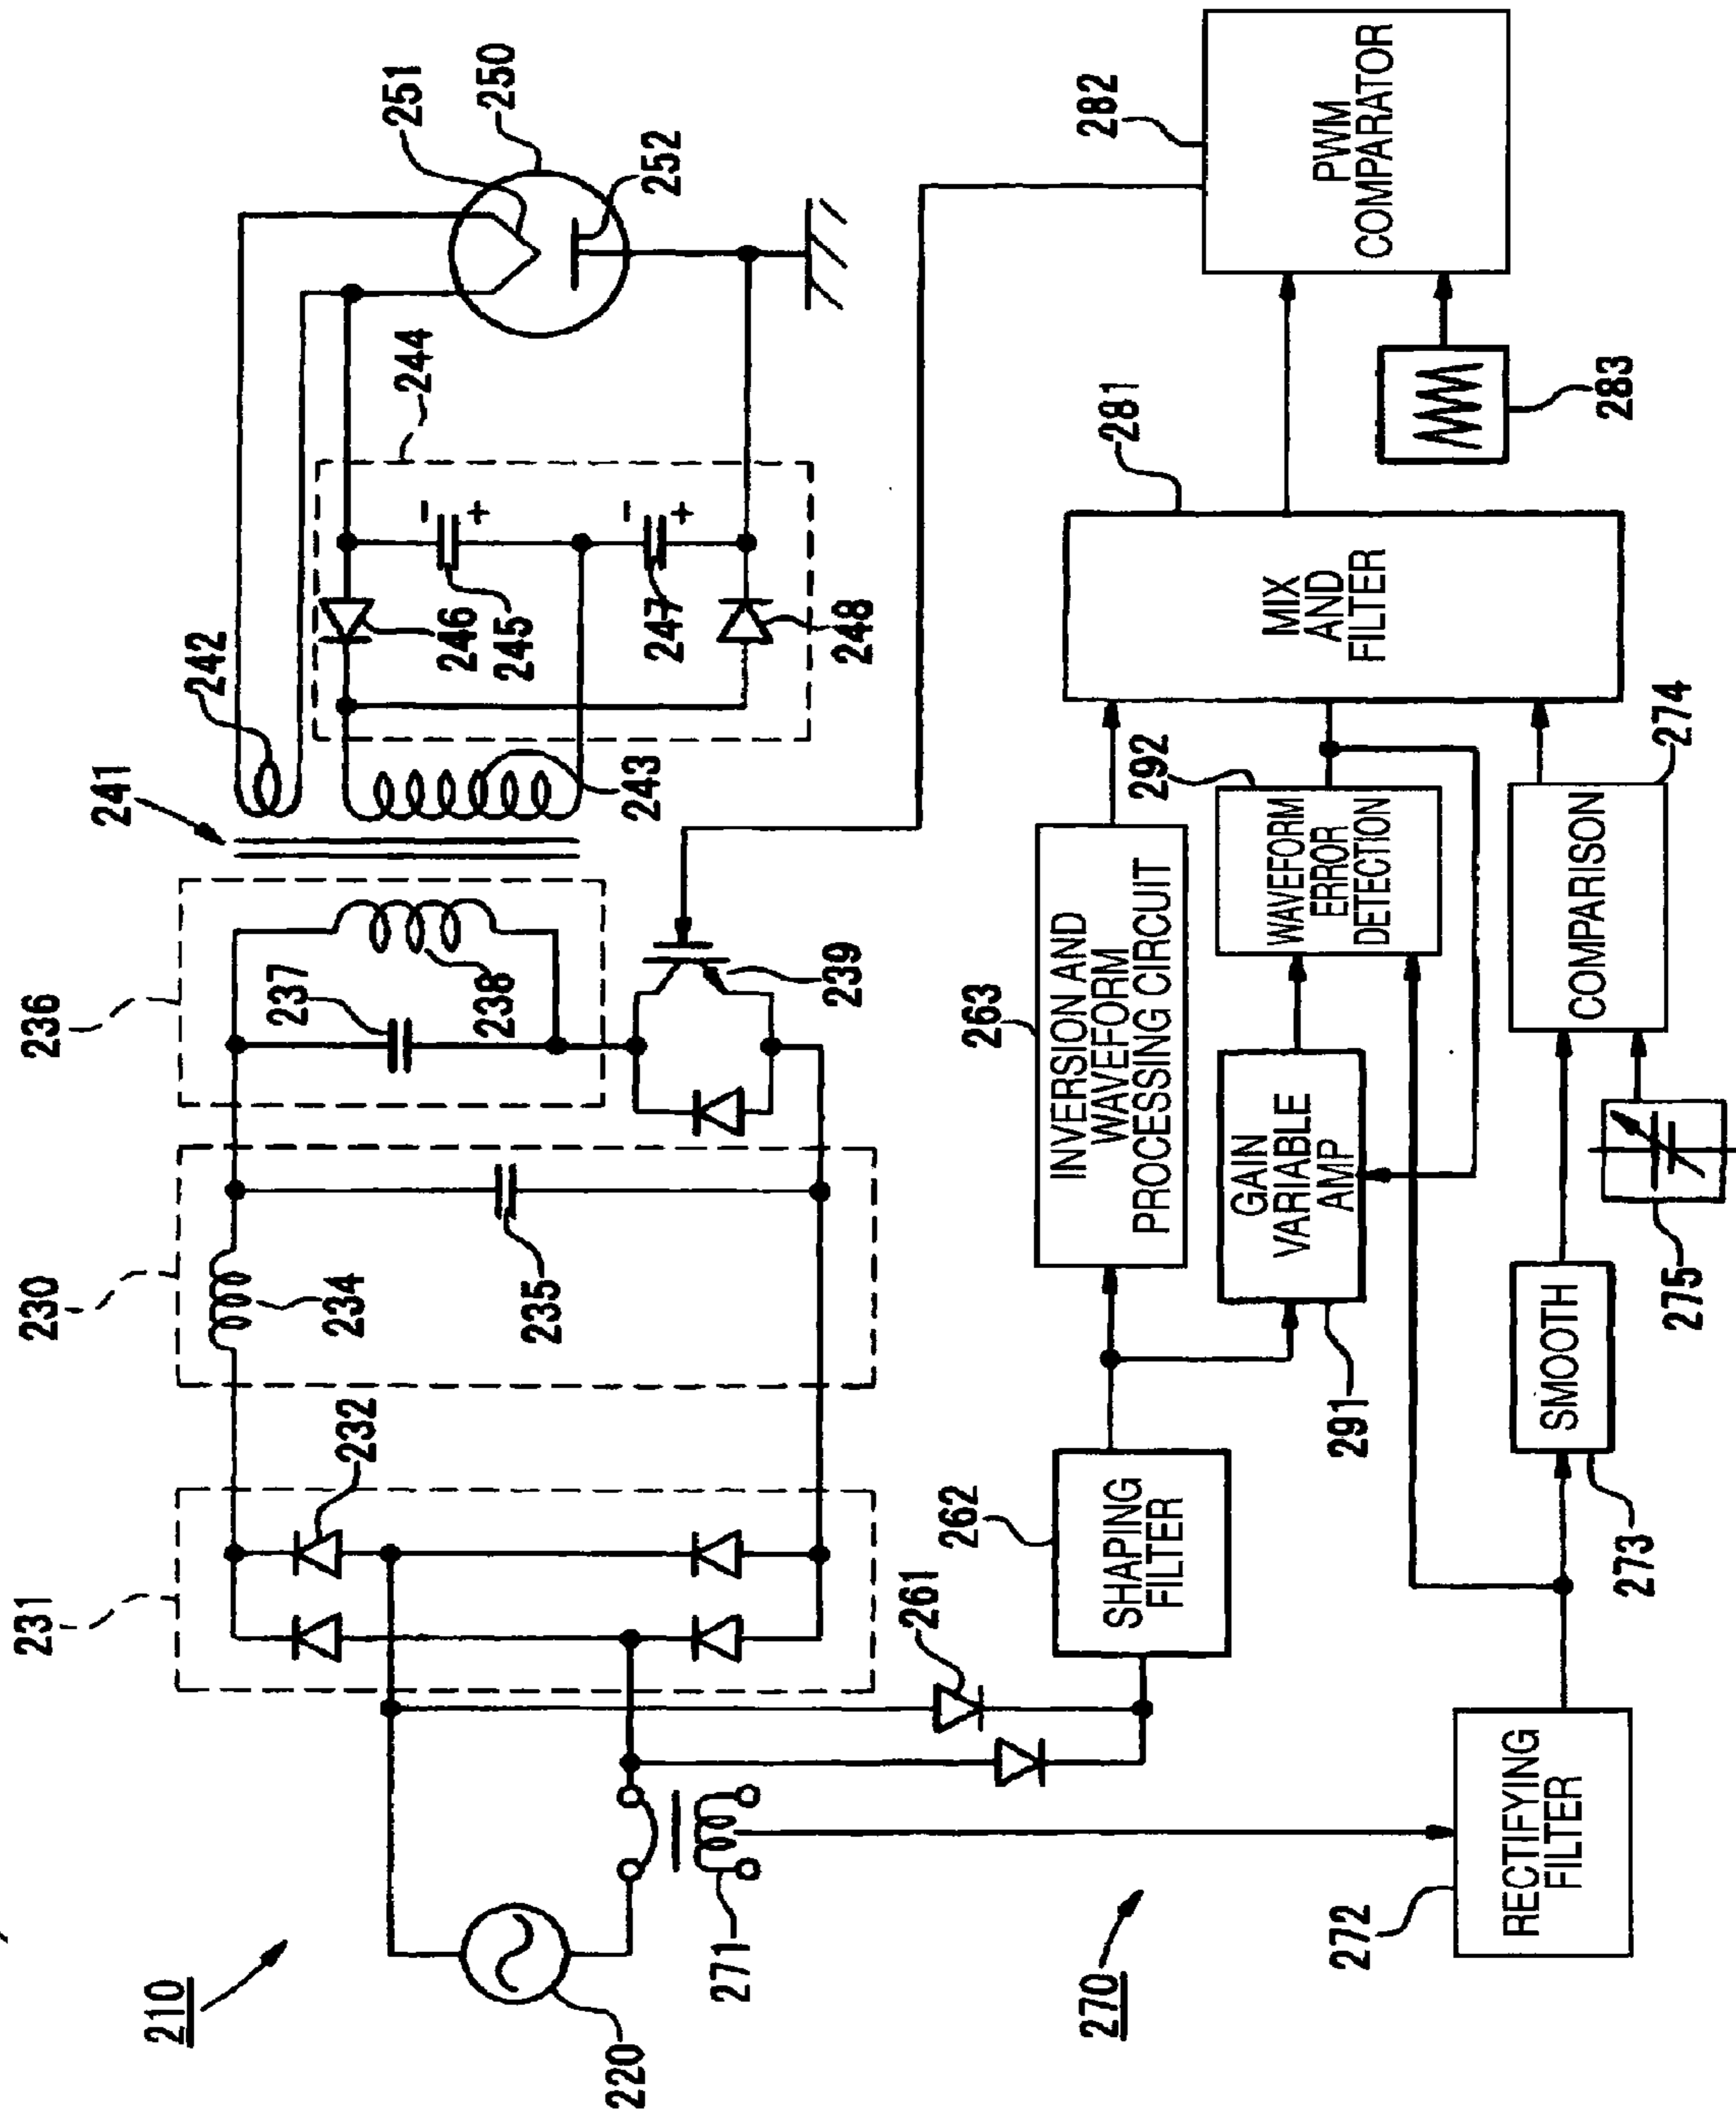 210
220
231
232
230
234
235
236
237
238
239
241
242
243
244
246
245
247
248
250
251
252
-
+
-
+
271
261
270
272
RECTIFYING
FILTER
262
SHAPING
FILTER
263
INVERSION AND
WAVEFORM
PROCESSING CIRCUIT
291
GAIN
VARIABLE
AMP
292
WAVEFORM
ERROR
DETECTION
273
SMOOTH
275
274
COMPARISON
281
MIX
AND
FILTER
283
282
PWM
COMPARATOR